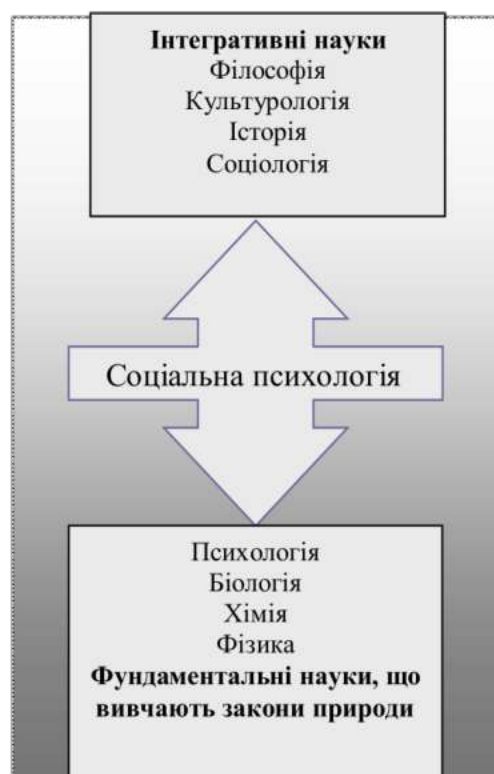 Інтегративні науки
Філософія
Культурологія
Історія
Соціологія
Соціальна психологія
Психологія
Біологія
Хімія
Фізика
Фундаментальні науки, що
вивчають закони природи